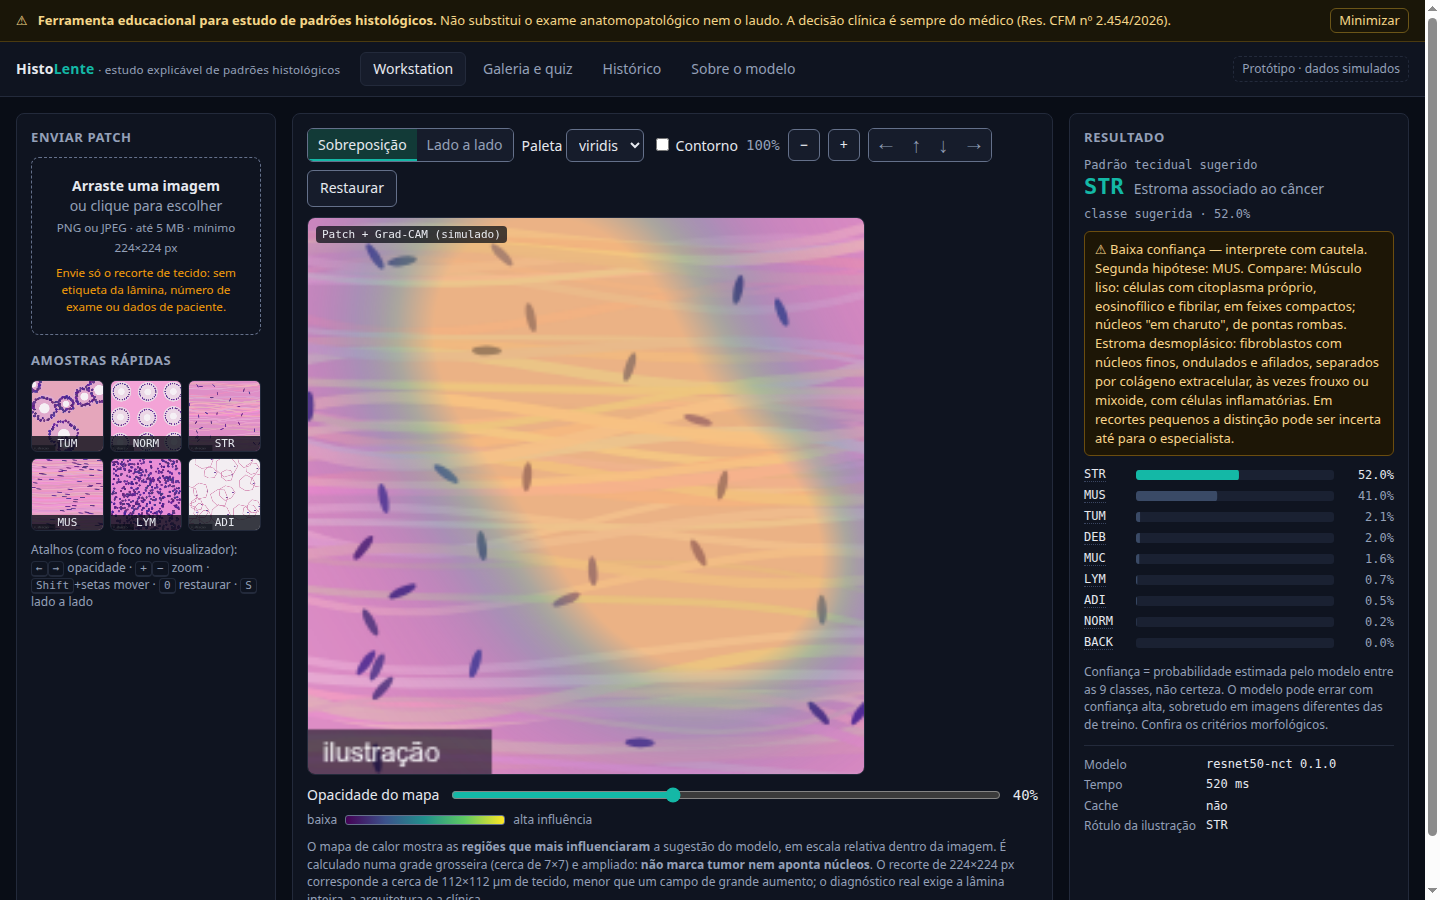 ⚠ Ferramenta educacional para estudo de padrões histológicos. Não substitui o exame anatomopatológico nem o laudo. A decisão clínica é sempre do médico (Res. CFM nº 2.454/2026).
Minimizar
HistoLente · estudo explicável de padrões histológicos
Workstation
Galeria e quiz
Histórico
Sobre o modelo
Protótipo · dados simulados
ENVIAR PATCH
Arraste uma imagem
ou clique para escolher
PNG ou JPEG · até 5 MB · mínimo
224×224 px
Envie só o recorte de tecido: sem
etiqueta da lâmina, número de
exame ou dados de paciente.
AMOSTRAS RÁPIDAS
TUM
NORM
STR
MUS
LYM
ADI
Atalhos (com o foco no visualizador):
← → opacidade · + − zoom ·
Shift +setas mover · 0 restaurar · S
lado a lado
Sobreposição
Lado a lado
Paleta
viridis
Contorno
100%
−
+
← ↑ ↓ →
Restaurar
Patch + Grad-CAM (simulado)
ilustração
Opacidade do mapa
40%
baixa
alta influência
O mapa de calor mostra as regiões que mais influenciaram a sugestão do modelo, em escala relativa dentro da imagem. É
calculado numa grade grosseira (cerca de 7×7) e ampliado: não marca tumor nem aponta núcleos. O recorte de 224×224 px
corresponde a cerca de 112×112 µm de tecido, menor que um campo de grande aumento; o diagnóstico real exige a lâmina
inteira, a arquitetura e a clínica.
RESULTADO
Padrão tecidual sugerido
STR Estroma associado ao câncer
classe sugerida · 52.0%
⚠ Baixa confiança — interprete com cautela.
Segunda hipótese: MUS. Compare: Músculo
liso: células com citoplasma próprio,
eosinofílico e fibrilar, em feixes compactos;
núcleos "em charuto", de pontas rombas.
Estroma desmoplásico: fibroblastos com
núcleos finos, ondulados e afilados, separados
por colágeno extracelular, às vezes frouxo ou
mixoide, com células inflamatórias. Em
recortes pequenos a distinção pode ser incerta
até para o especialista.
STR 52.0%
MUS 41.0%
TUM 2.1%
DEB 2.0%
MUC 1.6%
LYM 0.7%
ADI 0.5%
NORM 0.2%
BACK 0.0%
Confiança = probabilidade estimada pelo modelo entre
as 9 classes, não certeza. O modelo pode errar com
confiança alta, sobretudo em imagens diferentes das
de treino. Confira os critérios morfológicos.
Modelo resnet50-nct 0.1.0
Tempo 520 ms
Cache não
Rótulo da ilustração STR